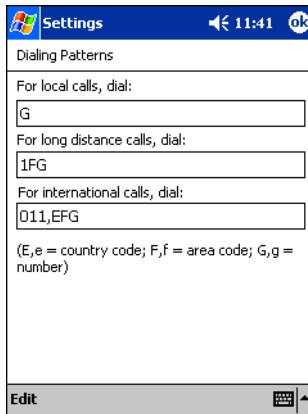 Settings 11:41 ok
Dialing Patterns
For local calls, dial:
G
For long distance calls, dial:
1FG
For international calls, dial:
011,EFG
(E,e = country code; F,f = area code; G,g =
number)
Edit